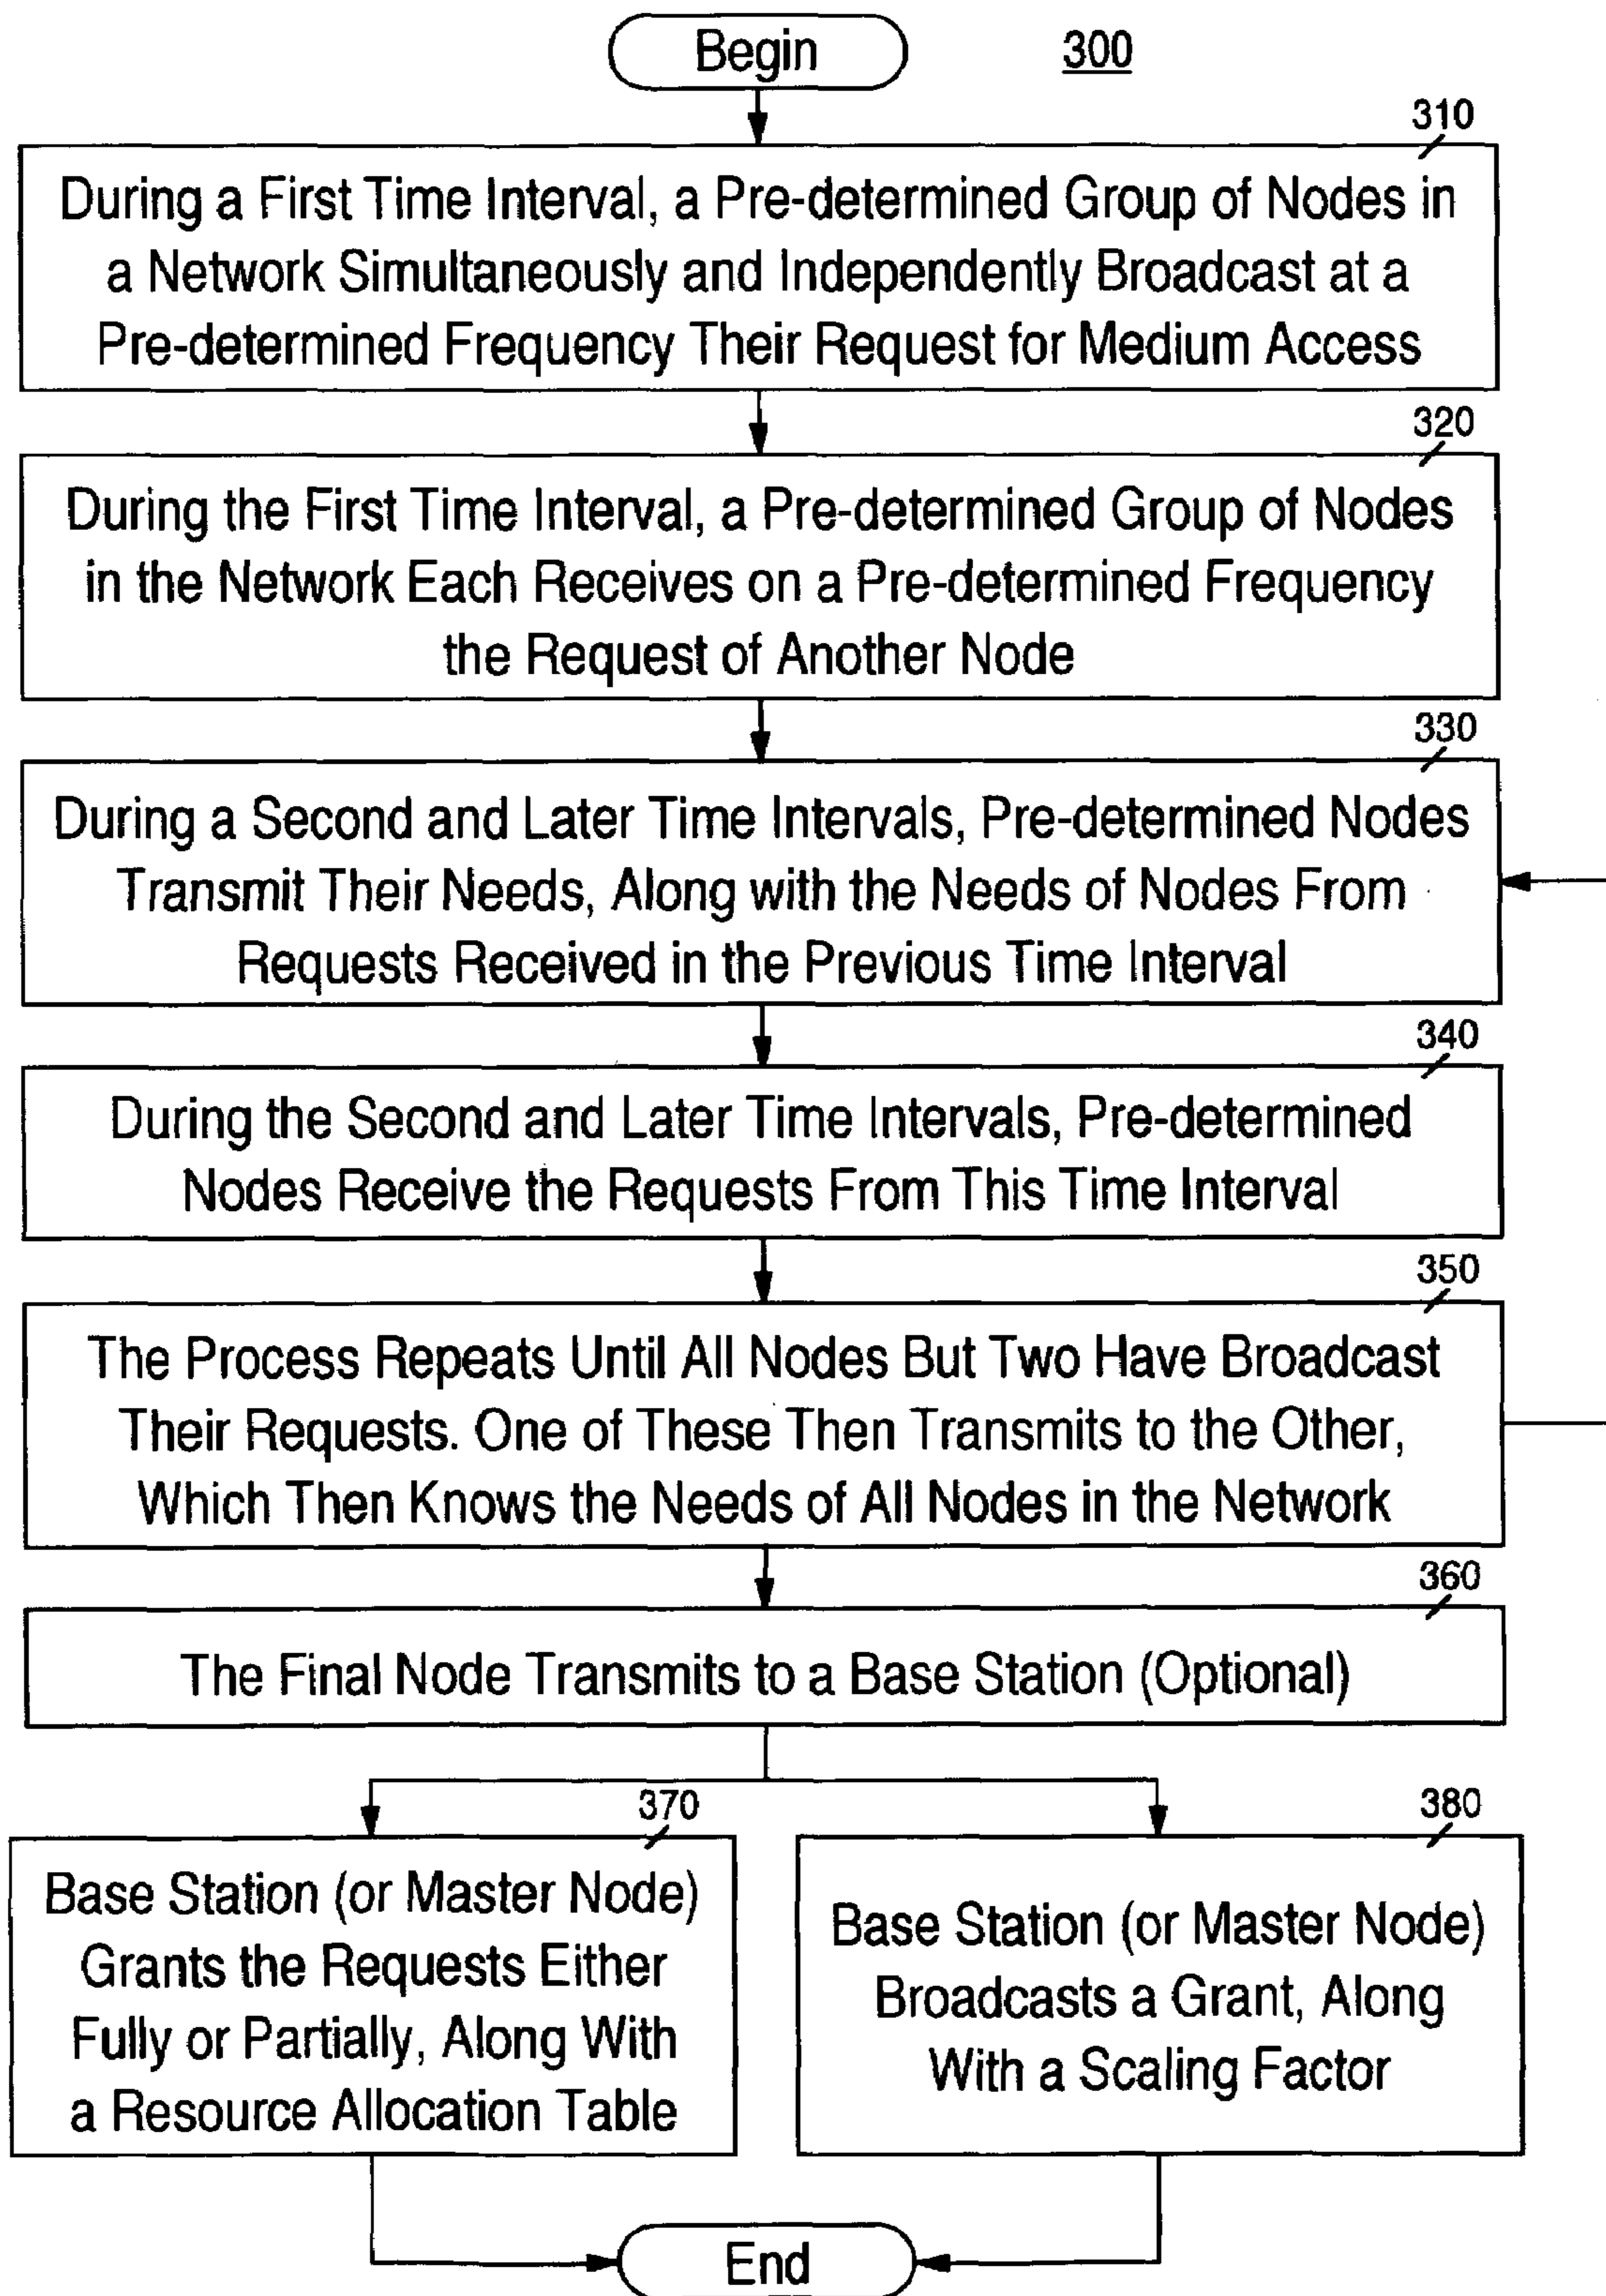 Begin
300
310
During a First Time Interval, a Pre-determined Group of Nodes in
a Network Simultaneously and Independently Broadcast at a
Pre-determined Frequency Their Request for Medium Access
320
During the First Time Interval, a Pre-determined Group of Nodes
in the Network Each Receives on a Pre-determined Frequency
the Request of Another Node
330
During a Second and Later Time Intervals, Pre-determined Nodes
Transmit Their Needs, Along with the Needs of Nodes From
Requests Received in the Previous Time Interval
340
During the Second and Later Time Intervals, Pre-determined
Nodes Receive the Requests From This Time Interval
350
The Process Repeats Until All Nodes But Two Have Broadcast
Their Requests. One of These Then Transmits to the Other,
Which Then Knows the Needs of All Nodes in the Network
360
The Final Node Transmits to a Base Station (Optional)
370
Base Station (or Master Node)
Grants the Requests Either
Fully or Partially, Along With
a Resource Allocation Table
380
Base Station (or Master Node)
Broadcasts a Grant, Along
With a Scaling Factor
End